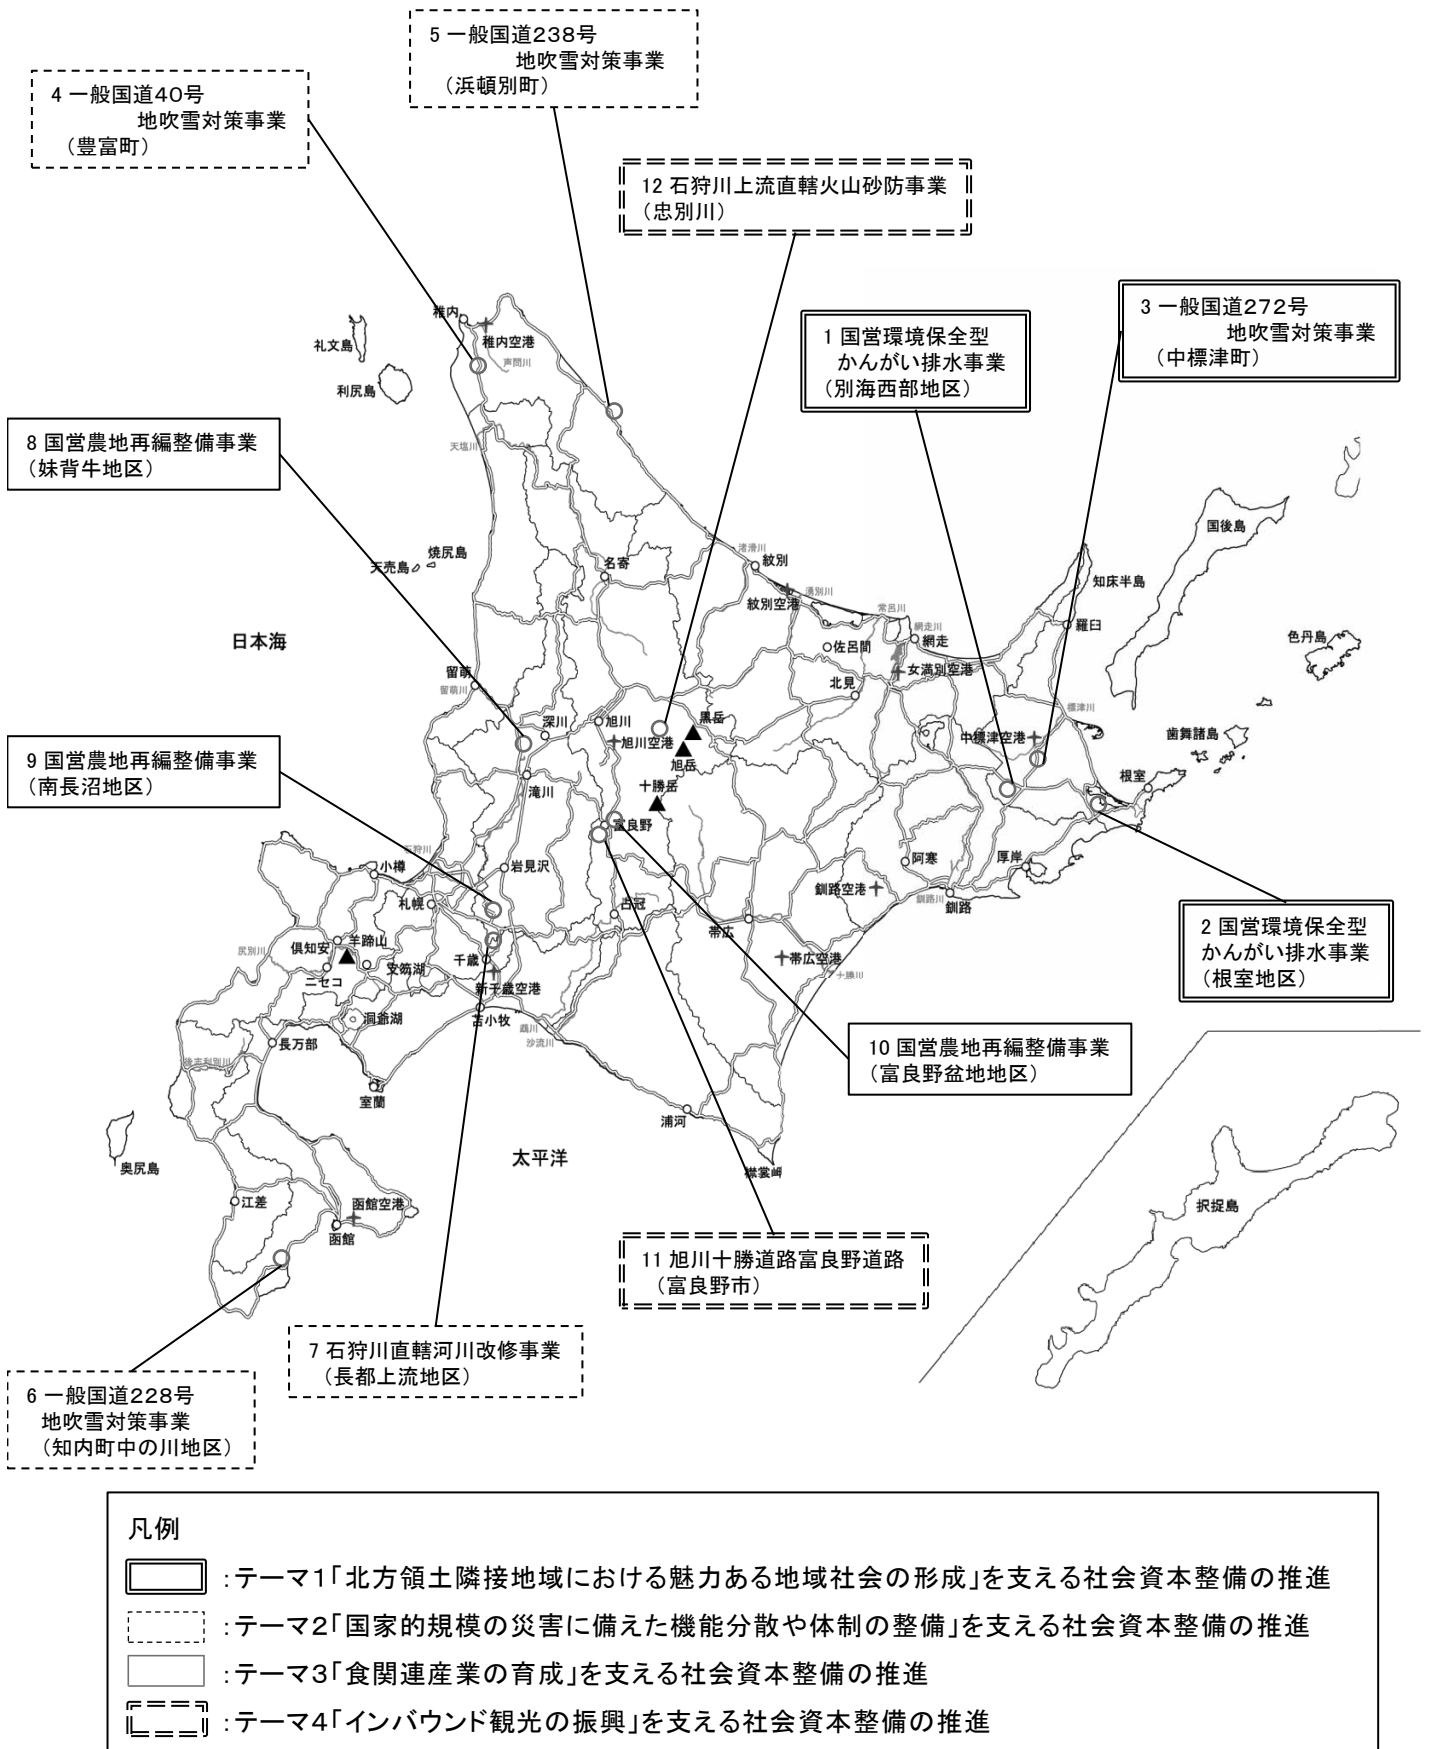 5 一般国道238号
地吹雪対策事業
（浜頓別町）
4 一般国道40号
地吹雪対策事業
（豊富町）
12 石狩川上流直轄火山砂防事業
（忠別川）
3 一般国道272号
地吹雪対策事業
（中標津町）
1 国営環境保全型
かんがい排水事業
（別海西部地区）
8 国営農地再編整備事業
（妹背牛地区）
9 国営農地再編整備事業
（南長沼地区）
2 国営環境保全型
かんがい排水事業
（根室地区）
10 国営農地再編整備事業
（富良野盆地地区）
11 旭川十勝道路富良野道路
（富良野市）
7 石狩川直轄河川改修事業
（長都上流地区）
6 一般国道228号
地吹雪対策事業
（知内町中の川地区）
稚内
稚内空港
声問川
礼文島
利尻島
天塩川
焼尻島
天売島
名寄
渚滑川
紋別
紋別空港
湧別川
常呂川
網走川
網走
佐呂間
女満別空港
北見
知床半島
羅臼
国後島
色丹島
標津川
歯舞諸島
根室
中標津空港
日本海
留萌
留萌川
深川
旭川
旭川空港
黒岳
旭岳
十勝岳
滝川
富良野
岩見沢
石狩川
小樽
札幌
占冠
阿寒
厚岸
釧路空港
釧路川
釧路
帯広
帯広空港
十勝川
尻別川
倶知安
羊蹄山
ニセコ
支笏湖
千歳
新千歳空港
苫小牧
鵡川
沙流川
洞爺湖
長万部
後志利別川
室蘭
浦河
襟裳岬
太平洋
奥尻島
江差
函館空港
函館
択捉島
凡例
：テーマ1「北方領土隣接地域における魅力ある地域社会の形成」を支える社会資本整備の推進
：テーマ2「国家的規模の災害に備えた機能分散や体制の整備」を支える社会資本整備の推進
：テーマ3「食関連産業の育成」を支える社会資本整備の推進
：テーマ4「インバウンド観光の振興」を支える社会資本整備の推進